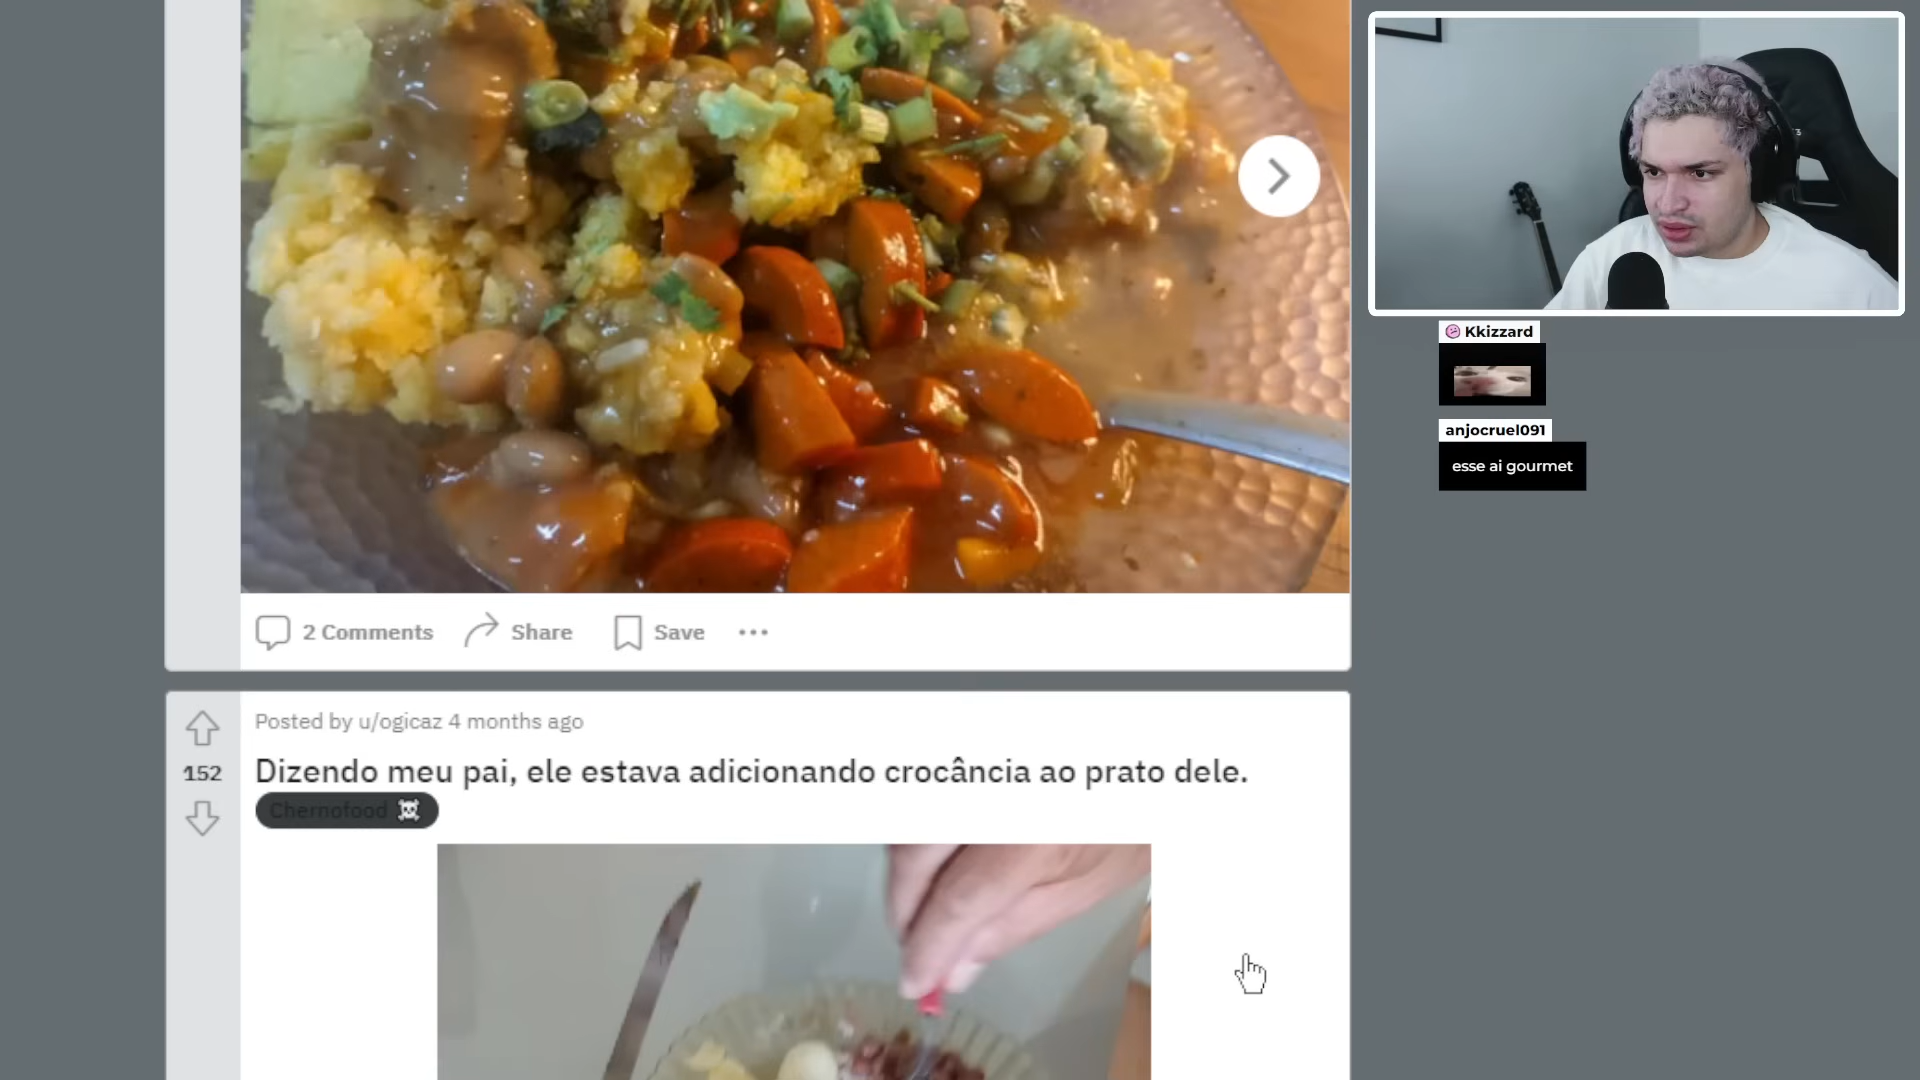 2 Comments Share Save
Posted by u/ogicaz 4 months ago
152
Dizendo meu pai, ele estava adicionando crocância ao prato dele.
Chernofood
Kkizzard
anjocruel091
esse ai gourmet